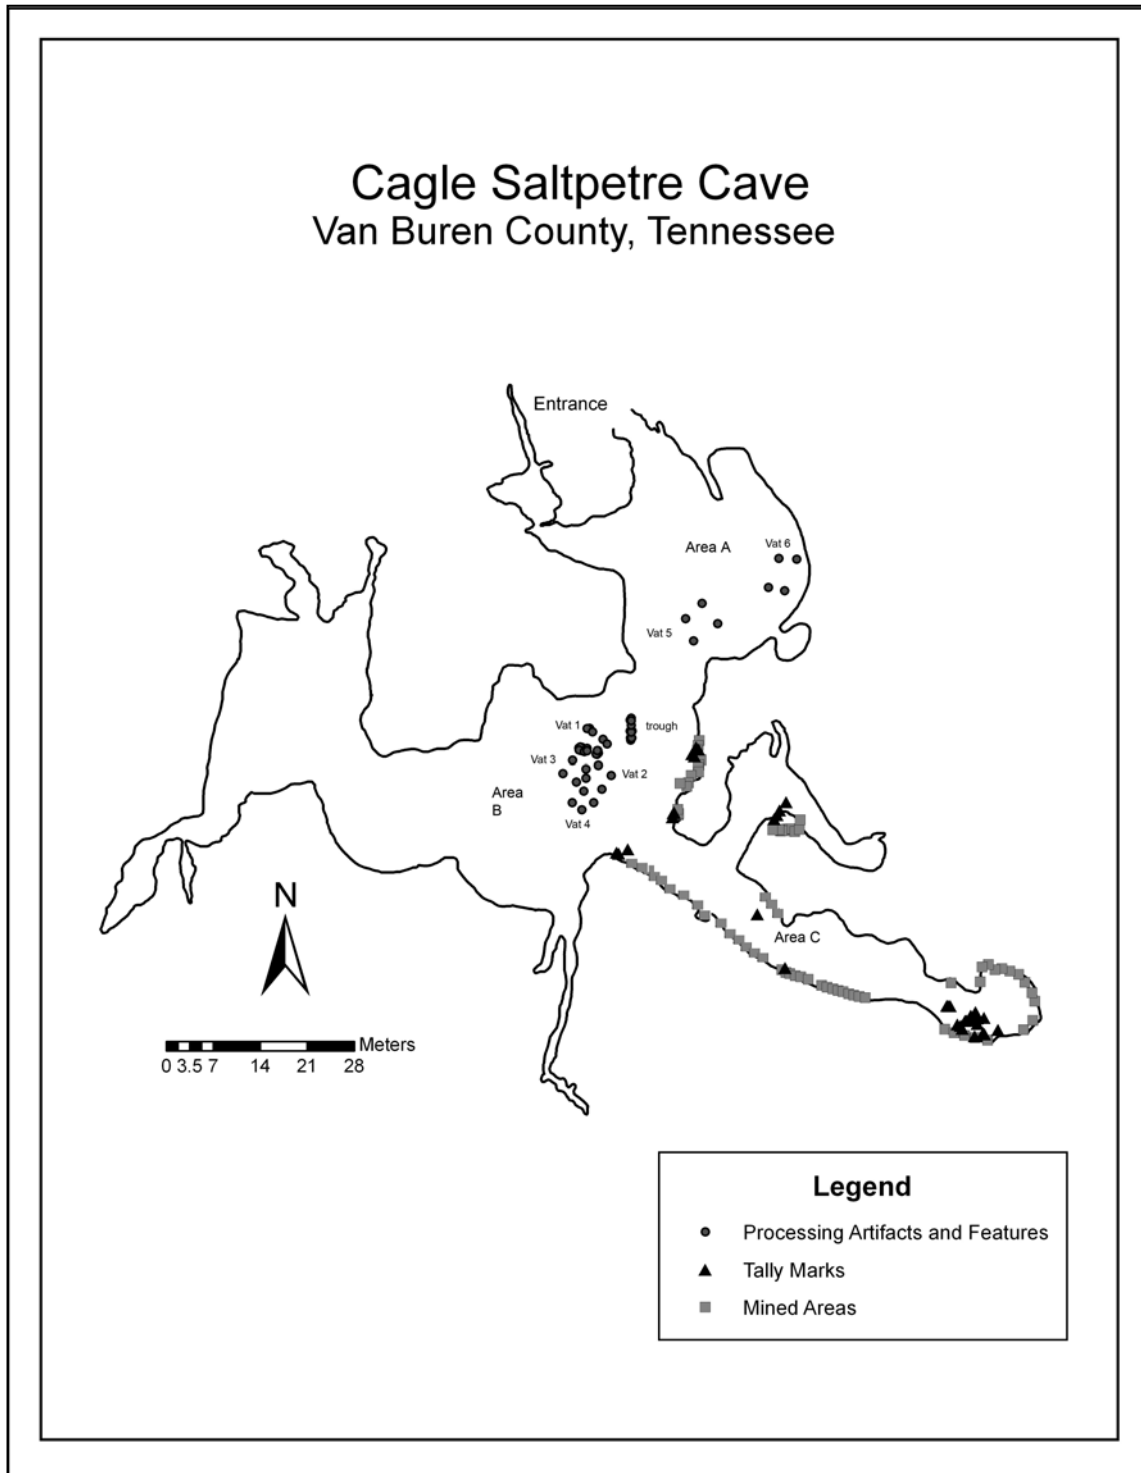 Cagle Saltpetre Cave
Van Buren County, Tennessee
Entrance
Area A
Vat 6
Vat 5
Vat 1
trough
Vat 3
Vat 2
Area
B
Vat 4
N
Area C
Meters
0 3.5 7 14 21 28
Legend
Processing Artifacts and Features
Tally Marks
Mined Areas